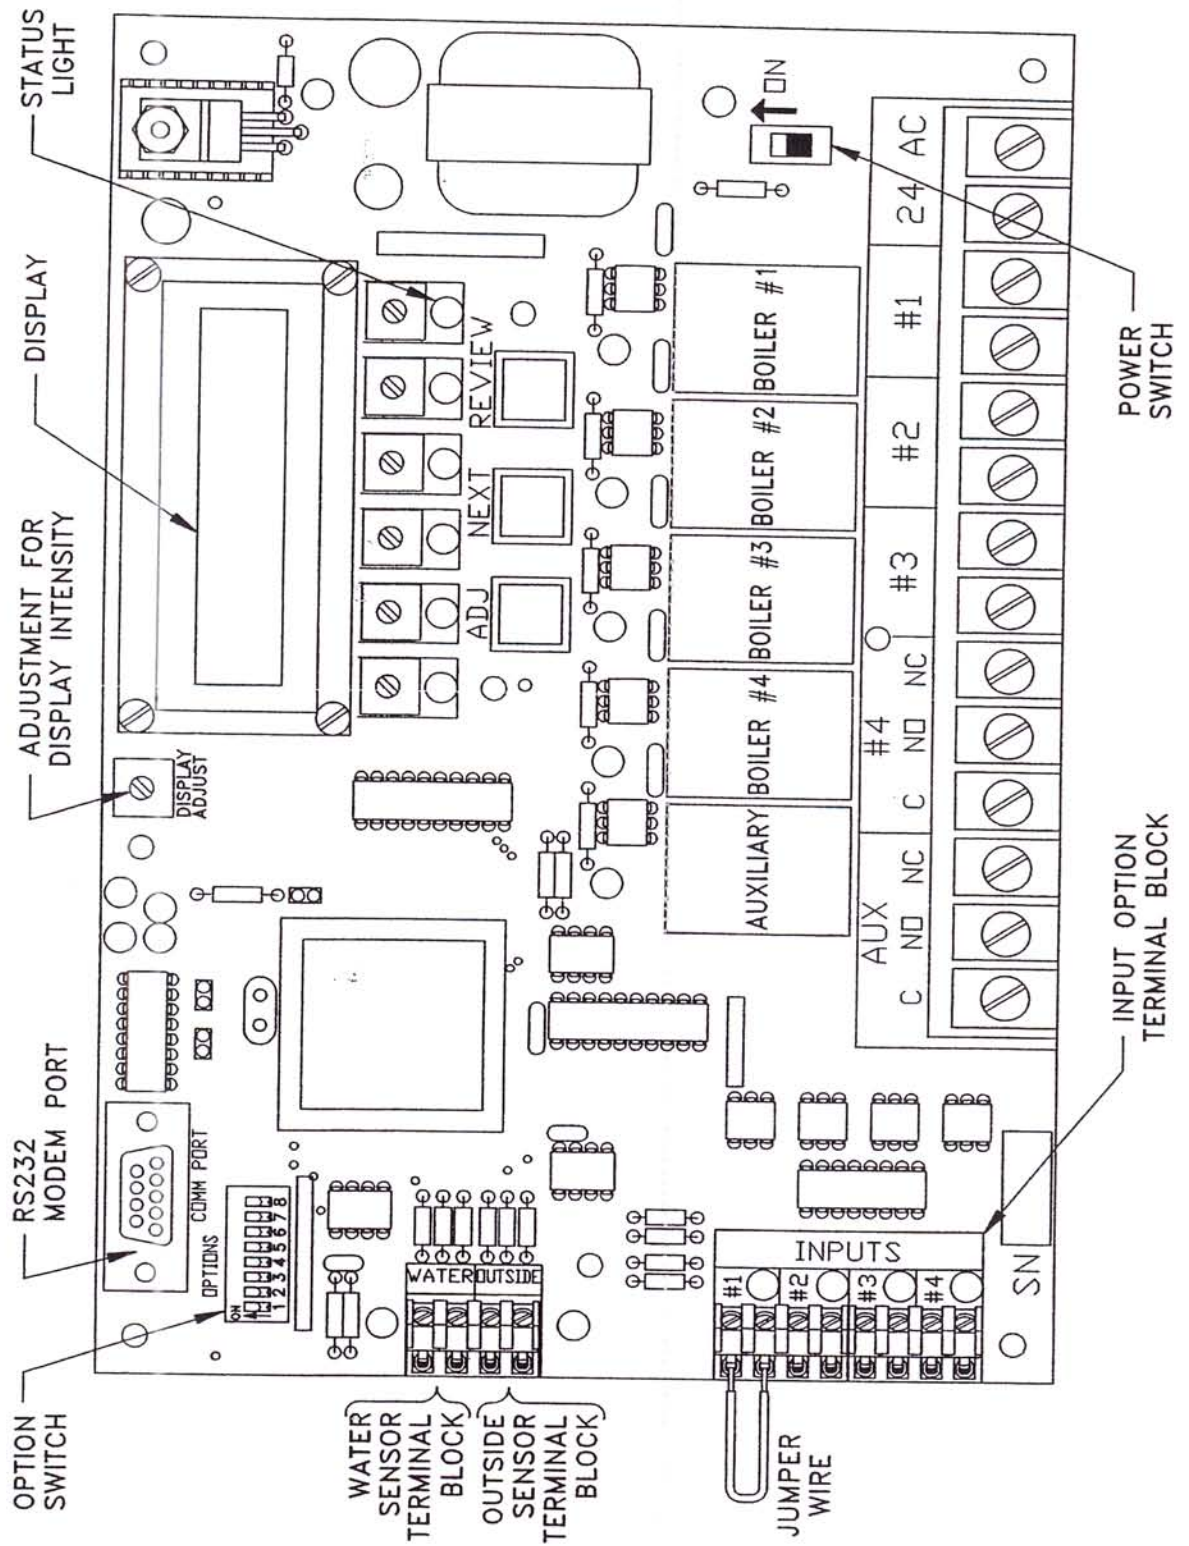 OPTION
SWITCH
RS232
MODEM PORT
ADJUSTMENT FOR
DISPLAY INTENSITY
DISPLAY
STATUS
LIGHT
OPTIONS
COMM PORT
ON
1 2 3 4 5 6 7 8
DISPLAY
ADJUST
ADJ
NEXT
REVIEW
WATER
SENSOR
TERMINAL
BLOCK
OUTSIDE
SENSOR
TERMINAL
BLOCK
WATER
OUTSIDE
AUXILIARY
BOILER #4
BOILER #3
BOILER #2
BOILER #1
ON
JUMPER
WIRE
INPUTS
#1
#2
#3
#4
SN
AUX
C NO NC
#4
C NO NC
#3
#2
#1
24 AC
INPUT OPTION
TERMINAL BLOCK
POWER
SWITCH